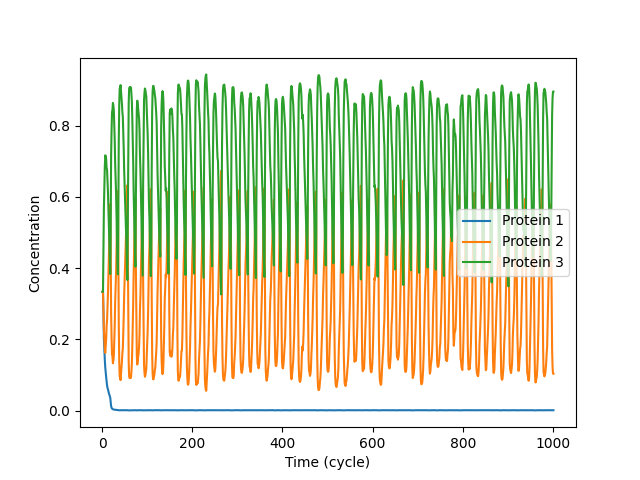 Concentration
0.8
0.6
0.4
0.2
0.0
Protein 1
Protein 2
Protein 3
0 200 400 600 800 1000
Time (cycle)